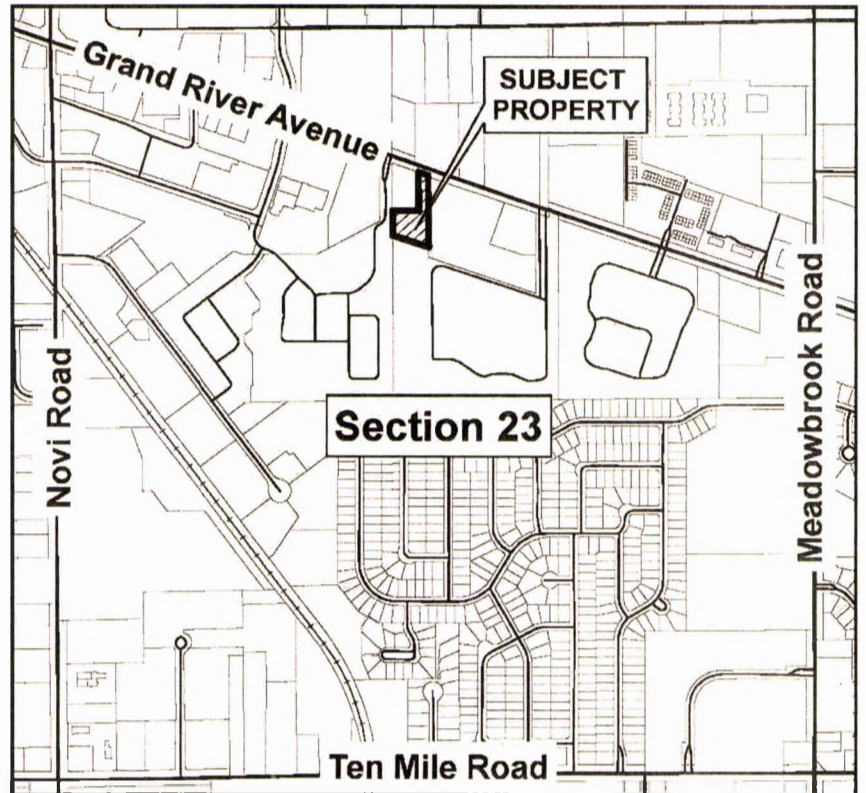 Grand River Avenue
SUBJECT
PROPERTY
Novi Road
Section 23
Meadowbrook Road
Ten Mile Road